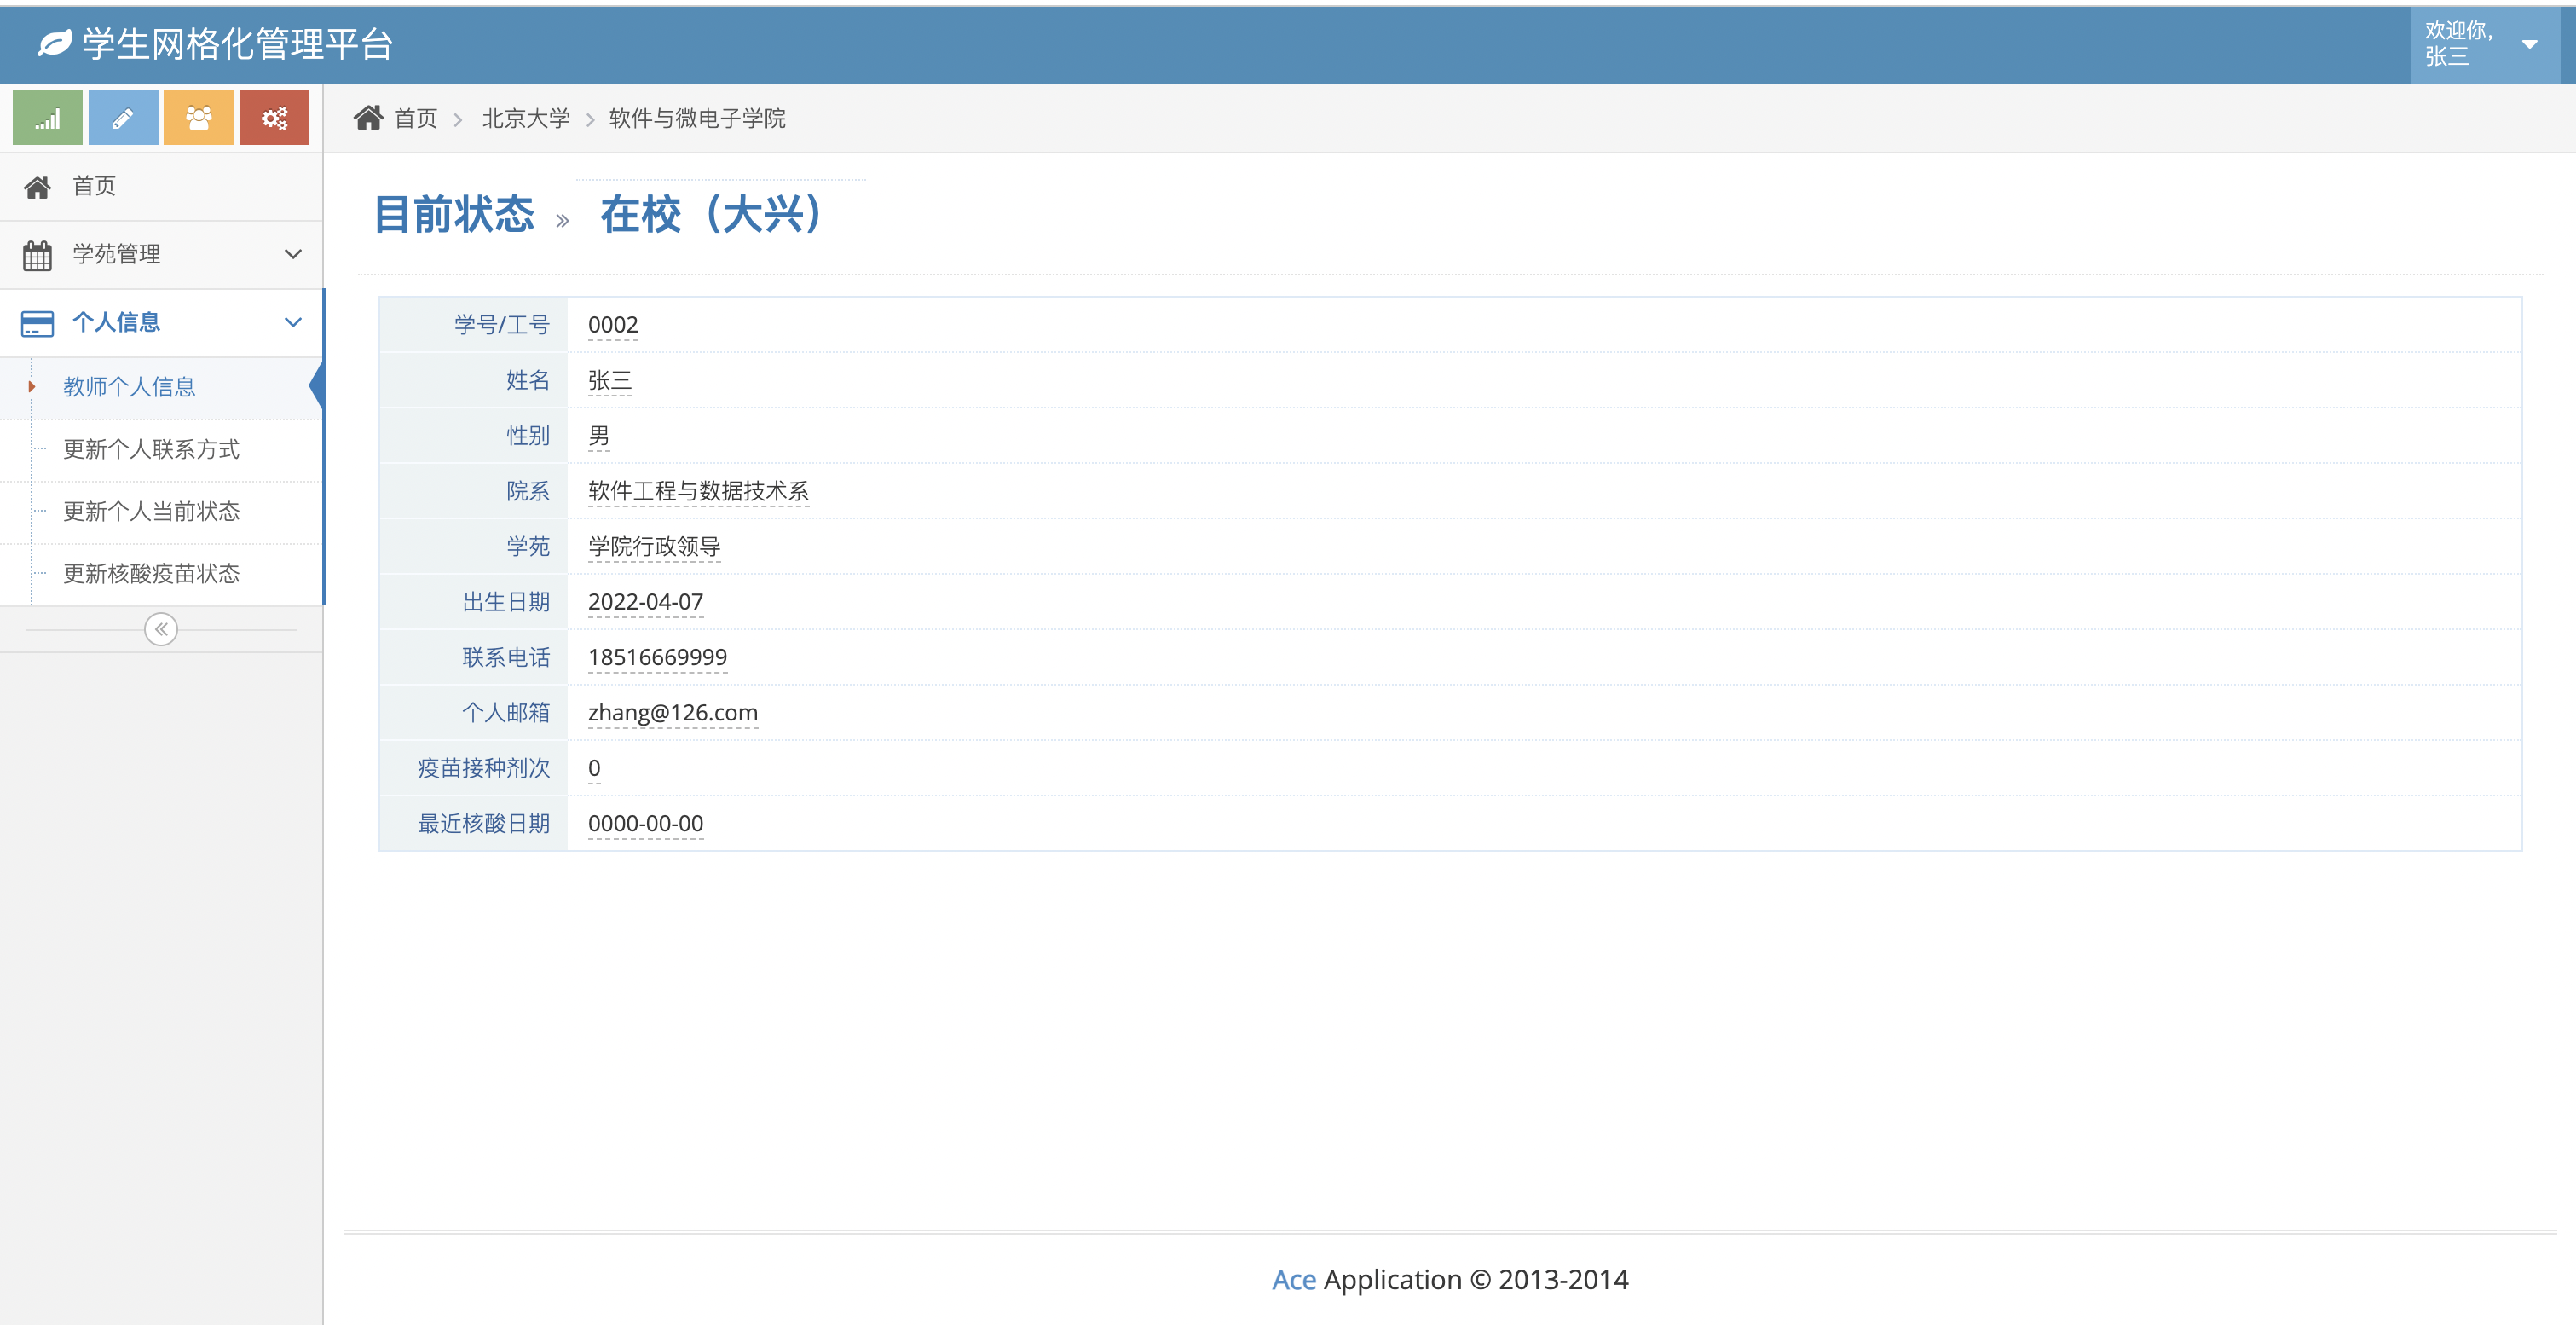 学生网格化管理平台
欢迎你,
张三
首页 北京大学 软件与微电子学院
首页
学苑管理
个人信息
教师个人信息
更新个人联系方式
更新个人当前状态
更新核酸疫苗状态
目前状态 » 在校（大兴）
学号/工号 0002
姓名 张三
性别 男
院系 软件工程与数据技术系
学苑 学院行政领导
出生日期 2022-04-07
联系电话 18516669999
个人邮箱 zhang@126.com
疫苗接种剂次 0
最近核酸日期 0000-00-00
Ace Application © 2013-2014